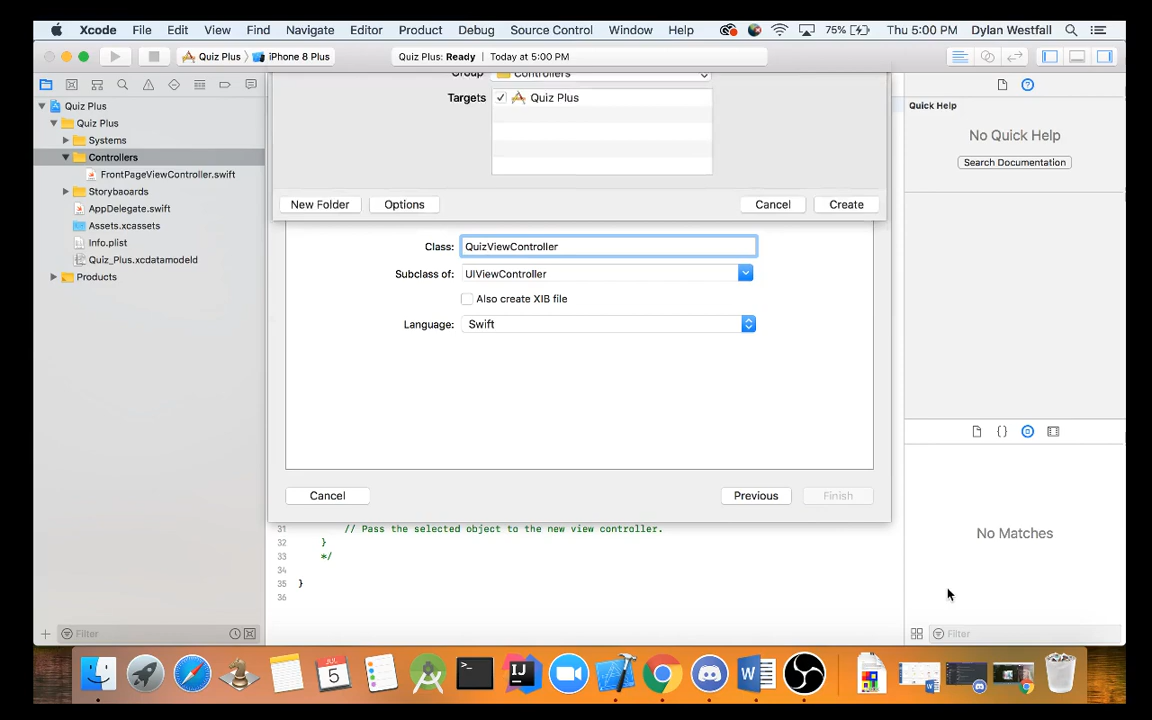 Xcode File Edit View Find Navigate Editor Product Debug Source Control Window Help 75% Thu 5:00 PM Dylan Westfall
Quiz Plus iPhone 8 Plus Quiz Plus: Ready Today at 5:00 PM
Quiz Plus
Quiz Plus
Systems
Controllers
FrontPageViewController.swift
Storybaoards
AppDelegate.swift
Assets.xcassets
Info.plist
Quiz_Plus.xcdatamodeld
Products
Group Controllers
Targets Quiz Plus
New Folder Options Cancel Create
Class: QuizViewController
Subclass of: UIViewController
Also create XIB file
Language: Swift
Cancel Previous Finish
31 // Pass the selected object to the new view controller.
32 }
33 */
34
35 }
36
Quick Help
No Quick Help
Search Documentation
{}
No Matches
Filter
Filter
JUL
5